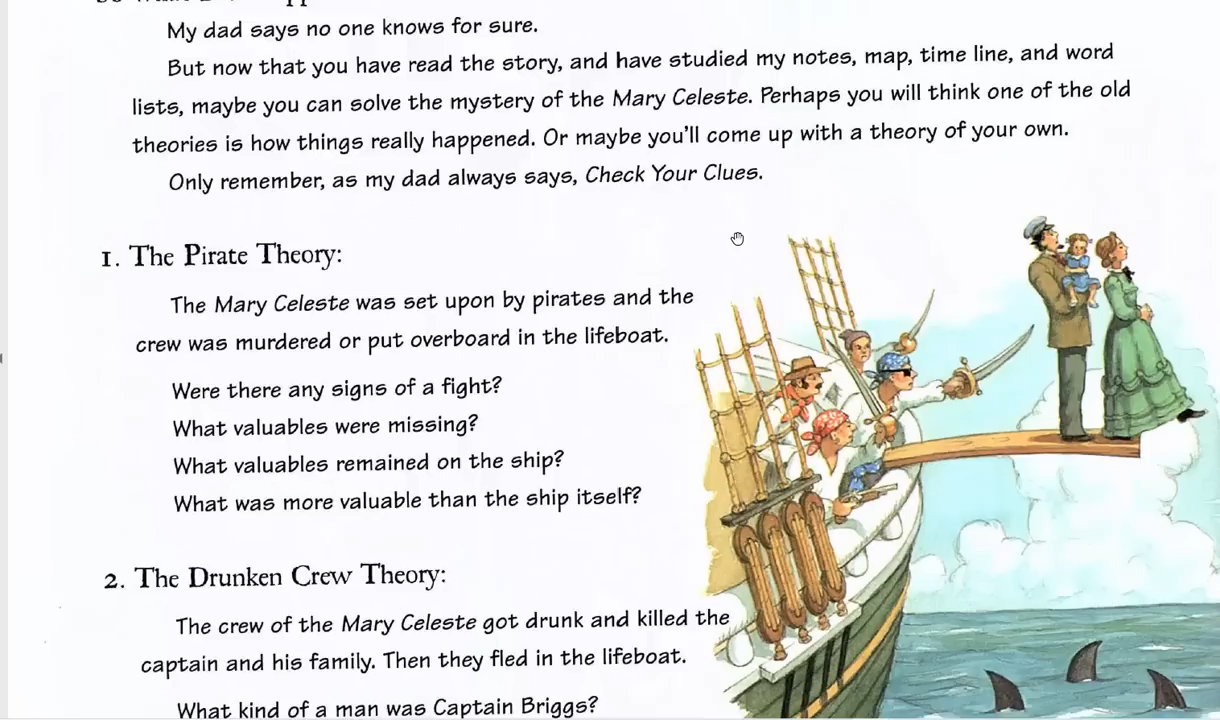 My dad says no one knows for sure.
But now that you have read the story, and have studied my notes, map, time line, and word
lists, maybe you can solve the mystery of the Mary Celeste. Perhaps you will think one of the old
theories is how things really happened. Or maybe you'll come up with a theory of your own.
Only remember, as my dad always says, Check Your Clues.
1. The Pirate Theory:
The Mary Celeste was set upon by pirates and the
crew was murdered or put overboard in the lifeboat.
Were there any signs of a fight?
What valuables were missing?
What valuables remained on the ship?
What was more valuable than the ship itself?
2. The Drunken Crew Theory:
The crew of the Mary Celeste got drunk and killed the
captain and his family. Then they fled in the lifeboat.
What kind of a man was Captain Briggs?